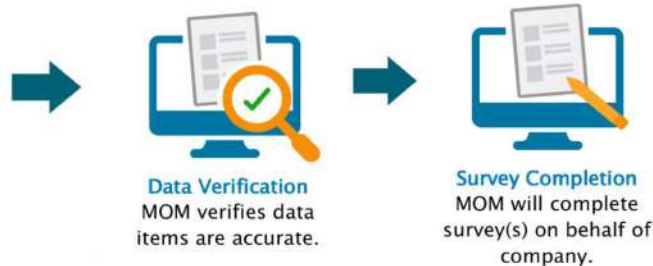 Data Verification
MOM verifies data
items are accurate.
Survey Completion
MOM will complete
survey(s) on behalf of
company.